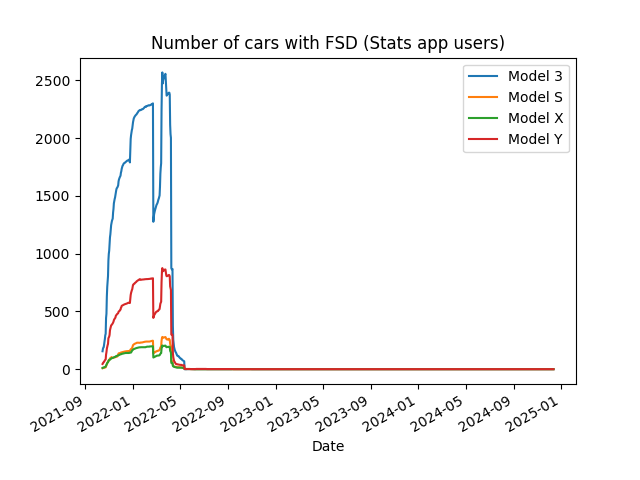 Number of cars with FSD (Stats app users)
Model 3
Model S
Model X
Model Y
2500
2000
1500
1000
500
0
2021-09
2022-01
2022-05
2022-09
2023-01
2023-05
2023-09
2024-01
2024-05
2024-09
2025-01
Date